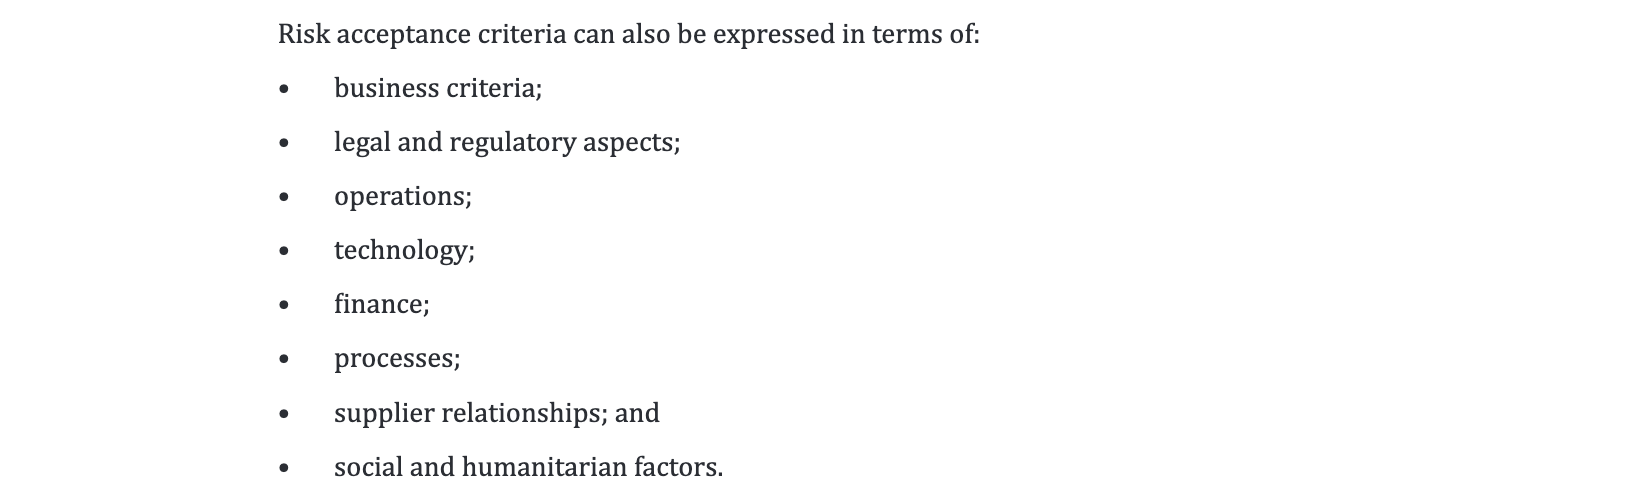 Risk acceptance criteria can also be expressed in terms of:
• business criteria;
• legal and regulatory aspects;
• operations;
• technology;
• finance;
• processes;
• supplier relationships; and
• social and humanitarian factors.